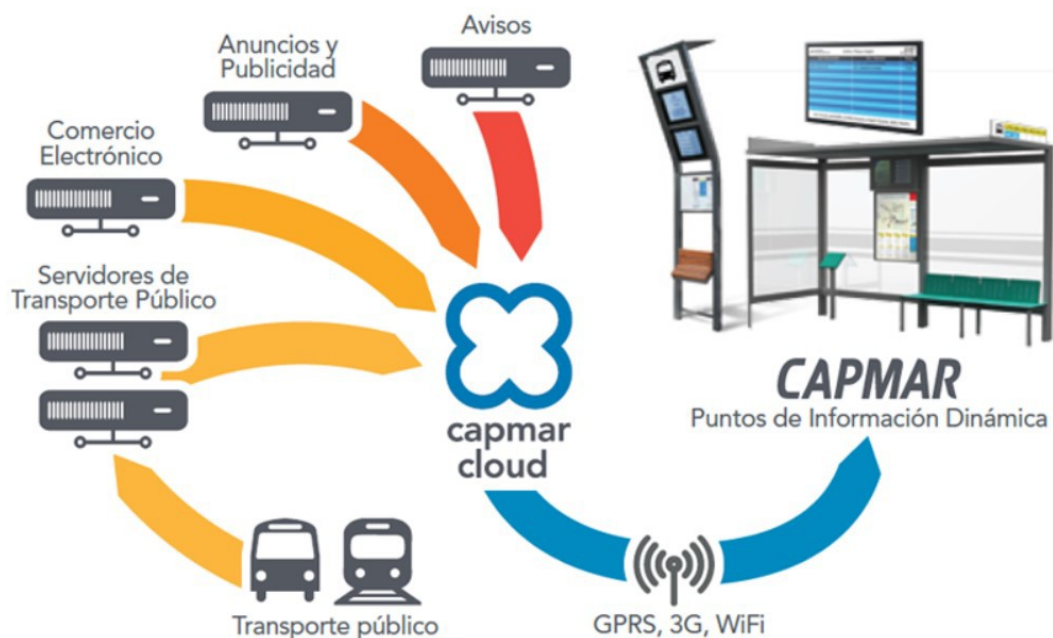 Avisos
Anuncios y
Publicidad
Comercio
Electrónico
Servidores de
Transporte Público
capmar
cloud
CAPMAR
Puntos de Información Dinámica
Transporte público
GPRS, 3G, WiFi